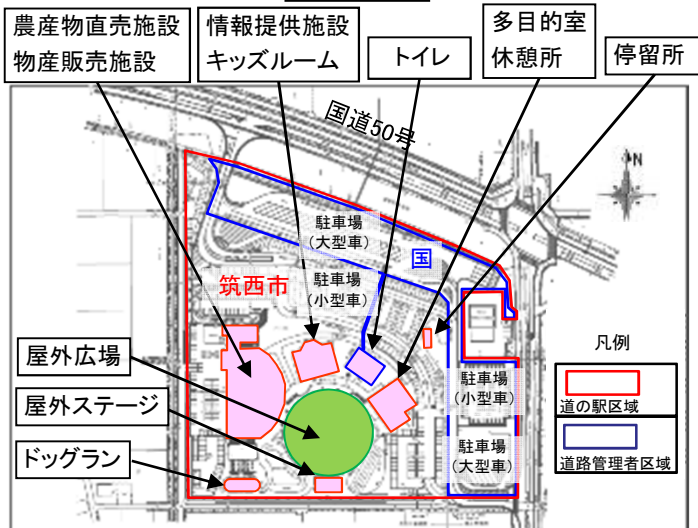 農産物直売施設
物産販売施設
情報提供施設
キッズルーム
トイレ
多目的室
休憩所
停留所
国道50号
N
駐車場
(大型車)
国
駐車場
(小型車)
筑西市
屋外広場
屋外ステージ
ドッグラン
駐車場
(小型車)
駐車場
(大型車)
凡例
道の駅区域
道路管理者区域